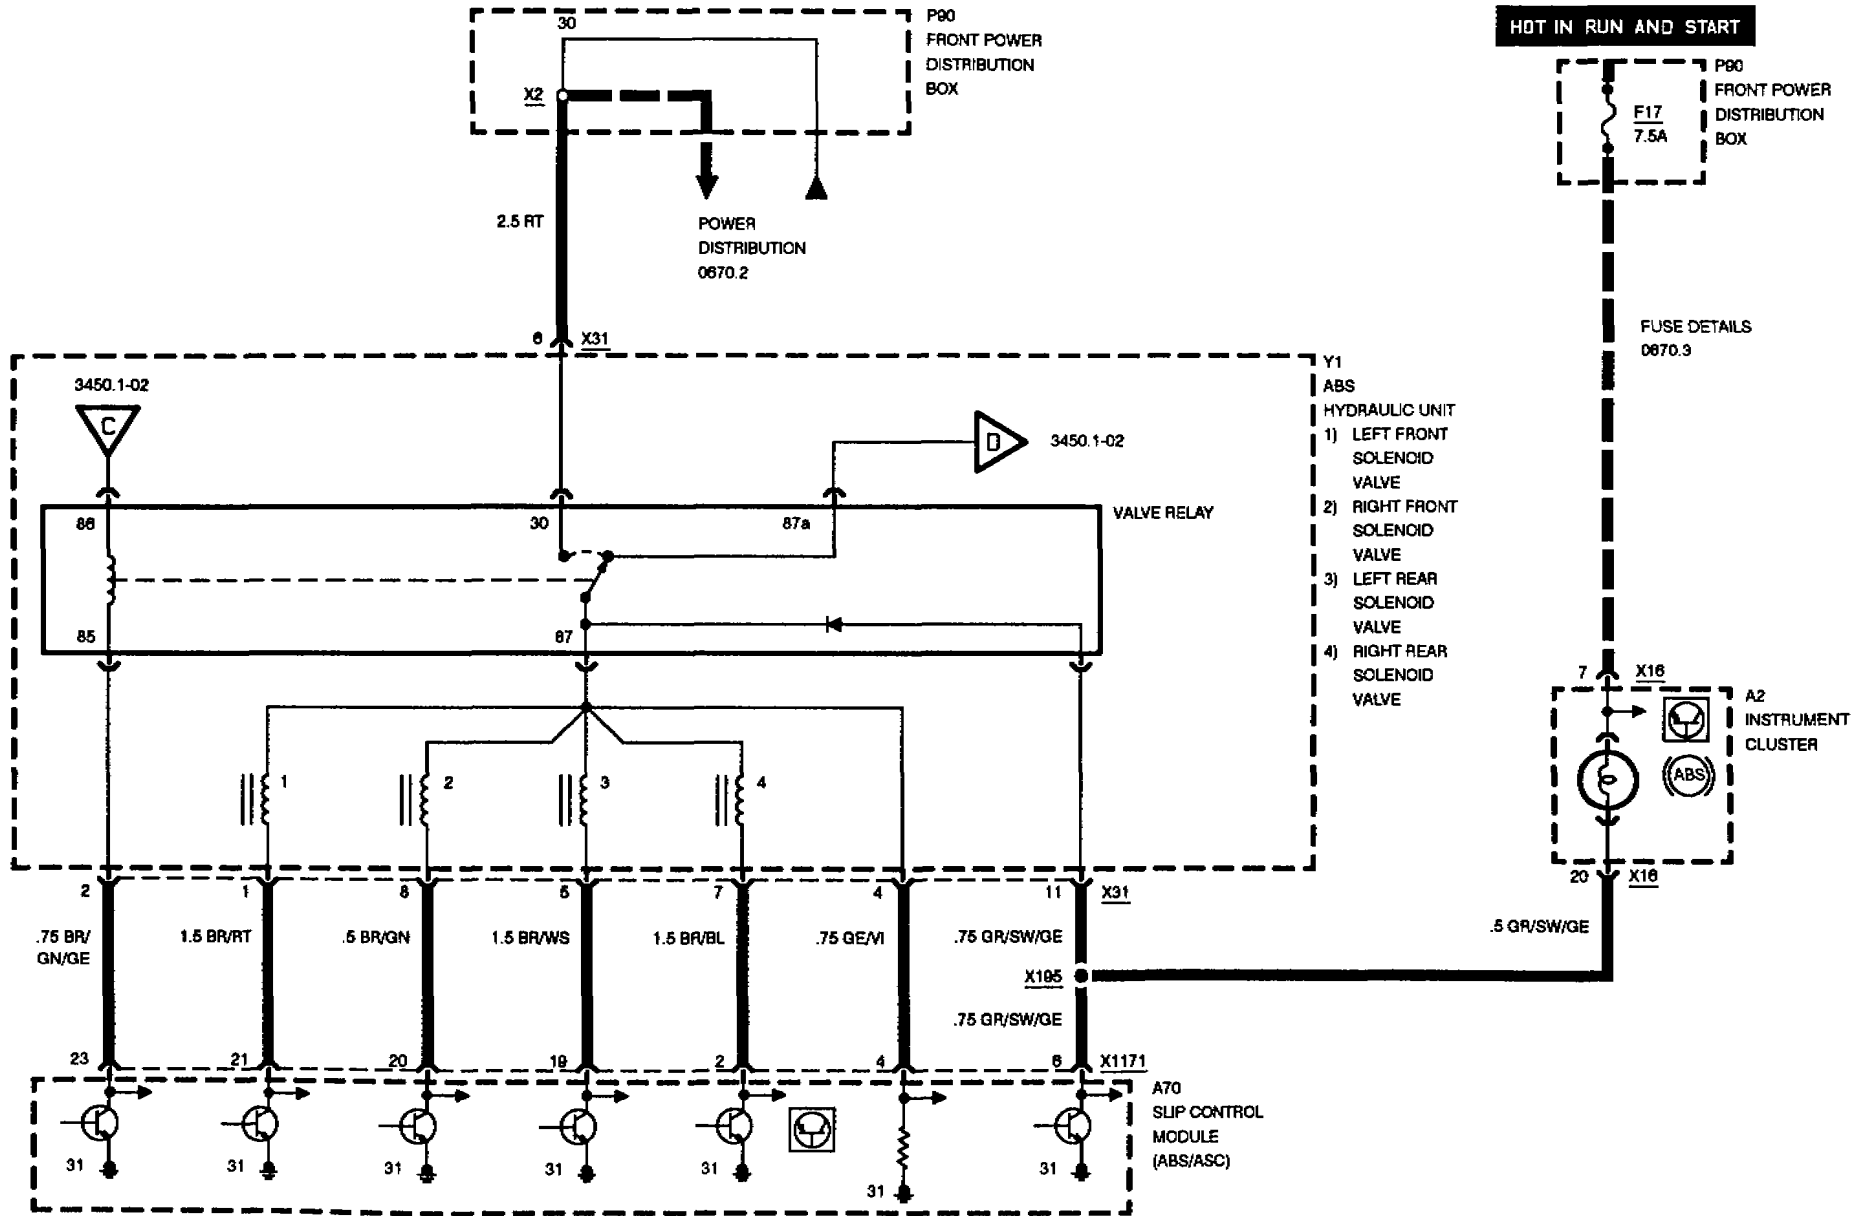 30
P90
FRONT POWER
DISTRIBUTION
BOX
X2
HOT IN RUN AND START
P90
FRONT POWER
DISTRIBUTION
BOX
F17
7.5A
2.5 RT
POWER
DISTRIBUTION
0670.2
6
X31
FUSE DETAILS
0670.3
3450.1-02
C
D
3450.1-02
Y1
ABS
HYDRAULIC UNIT
1) LEFT FRONT
SOLENOID
VALVE
2) RIGHT FRONT
SOLENOID
VALVE
3) LEFT REAR
SOLENOID
VALVE
4) RIGHT REAR
SOLENOID
VALVE
86
30
87a
VALVE RELAY
85
87
1
2
3
4
7
X16
A2
INSTRUMENT
CLUSTER
ABS
20
X16
2
1
8
5
7
4
11
X31
.75 BR/
GN/GE
1.5 BR/RT
.5 BR/GN
1.5 BR/WS
1.5 BR/BL
.75 GE/VI
.75 GR/SW/GE
.5 GR/SW/GE
X195
.75 GR/SW/GE
23
21
20
19
2
4
6
X1171
A70
SLIP CONTROL
MODULE
(ABS/ASC)
31
31
31
31
31
31
31